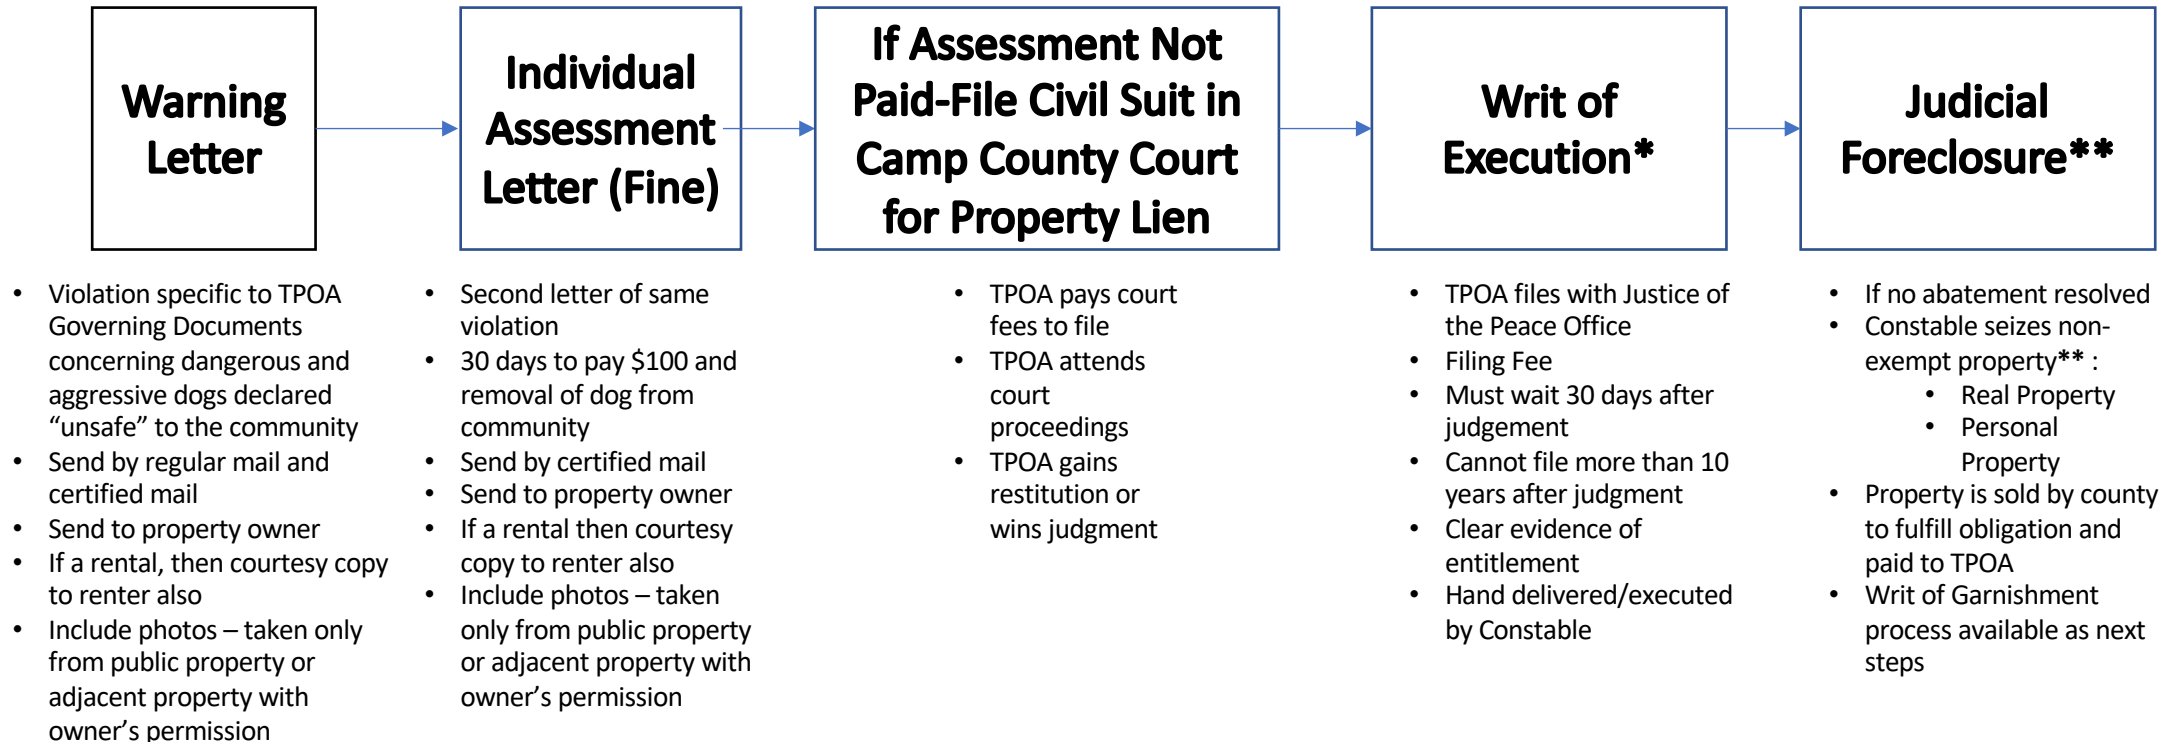 Warning
Letter
Individual
Assessment
Letter (Fine)
If Assessment Not
Paid-File Civil Suit in
Camp County Court
for Property Lien
Writ of
Execution*
Judicial
Foreclosure**
• Violation specific to TPOA
Governing Documents
concerning dangerous and
aggressive dogs declared
“unsafe” to the community
• Send by regular mail and
certified mail
• Send to property owner
• If a rental, then courtesy copy
to renter also
• Include photos – taken only
from public property or
adjacent property with
owner’s permission
• Second letter of same
violation
• 30 days to pay $100 and
removal of dog from
community
• Send by certified mail
• Send to property owner
• If a rental then courtesy
copy to renter also
• Include photos – taken
only from public property
or adjacent property with
owner’s permission
• TPOA pays court
fees to file
• TPOA attends
court
proceedings
• TPOA gains
restitution or
wins judgment
• TPOA files with Justice of
the Peace Office
• Filing Fee
• Must wait 30 days after
judgement
• Cannot file more than 10
years after judgment
• Clear evidence of
entitlement
• Hand delivered/executed
by Constable
• If no abatement resolved
• Constable seizes non-
exempt property** :
• Real Property
• Personal
Property
• Property is sold by county
to fulfill obligation and
paid to TPOA
• Writ of Garnishment
process available as next
steps